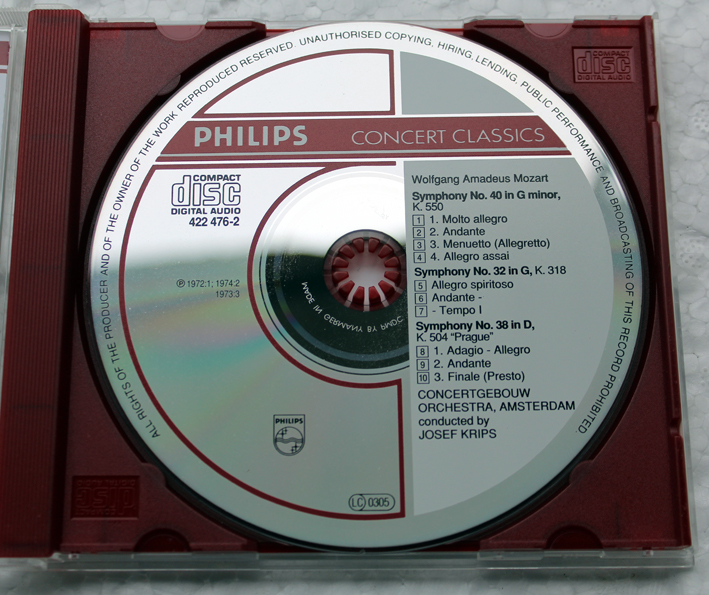 ALL RIGHTS OF THE PRODUCER AND OF THE OWNER OF THE WORK REPRODUCED RESERVED. UNAUTHORISED COPYING, HIRING, LENDING, PUBLIC PERFORMANCE AND BROADCASTING OF THIS RECORD PROHIBITED
COMPACT
disc
DIGITAL AUDIO
PHILIPS CONCERT CLASSICS
COMPACT
disc
DIGITAL AUDIO
422 476-2
℗ 1972:1; 1974:2
1973:3
MADE IN GERMANY BY PMDC
PHILIPS
LC 0305
Wolfgang Amadeus Mozart
Symphony No. 40 in G minor,
K. 550
1 1. Molto allegro
2 2. Andante
3 3. Menuetto (Allegretto)
4 4. Allegro assai
Symphony No. 32 in G, K. 318
5 Allegro spiritoso
6 Andante -
7 - Tempo I
Symphony No. 38 in D,
K. 504 "Prague"
8 1. Adagio - Allegro
9 2. Andante
10 3. Finale (Presto)
CONCERTGEBOUW
ORCHESTRA, AMSTERDAM
conducted by
JOSEF KRIPS